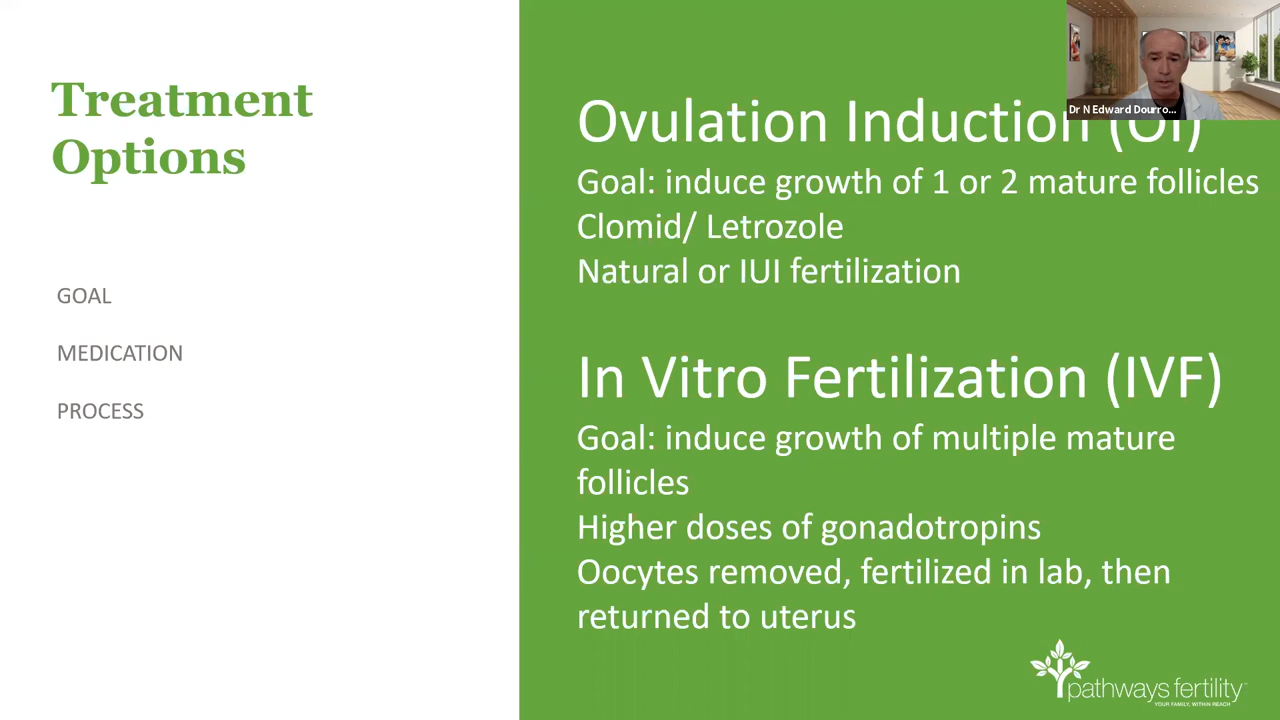 Treatment
Options
GOAL
MEDICATION
PROCESS
Dr N Edward Dourro...
Ovulation Induction (OI)
Goal: induce growth of 1 or 2 mature follicles
Clomid/ Letrozole
Natural or IUI fertilization
In Vitro Fertilization (IVF)
Goal: induce growth of multiple mature
follicles
Higher doses of gonadotropins
Oocytes removed, fertilized in lab, then
returned to uterus
pathways fertility
YOUR FAMILY, WITHIN REACH